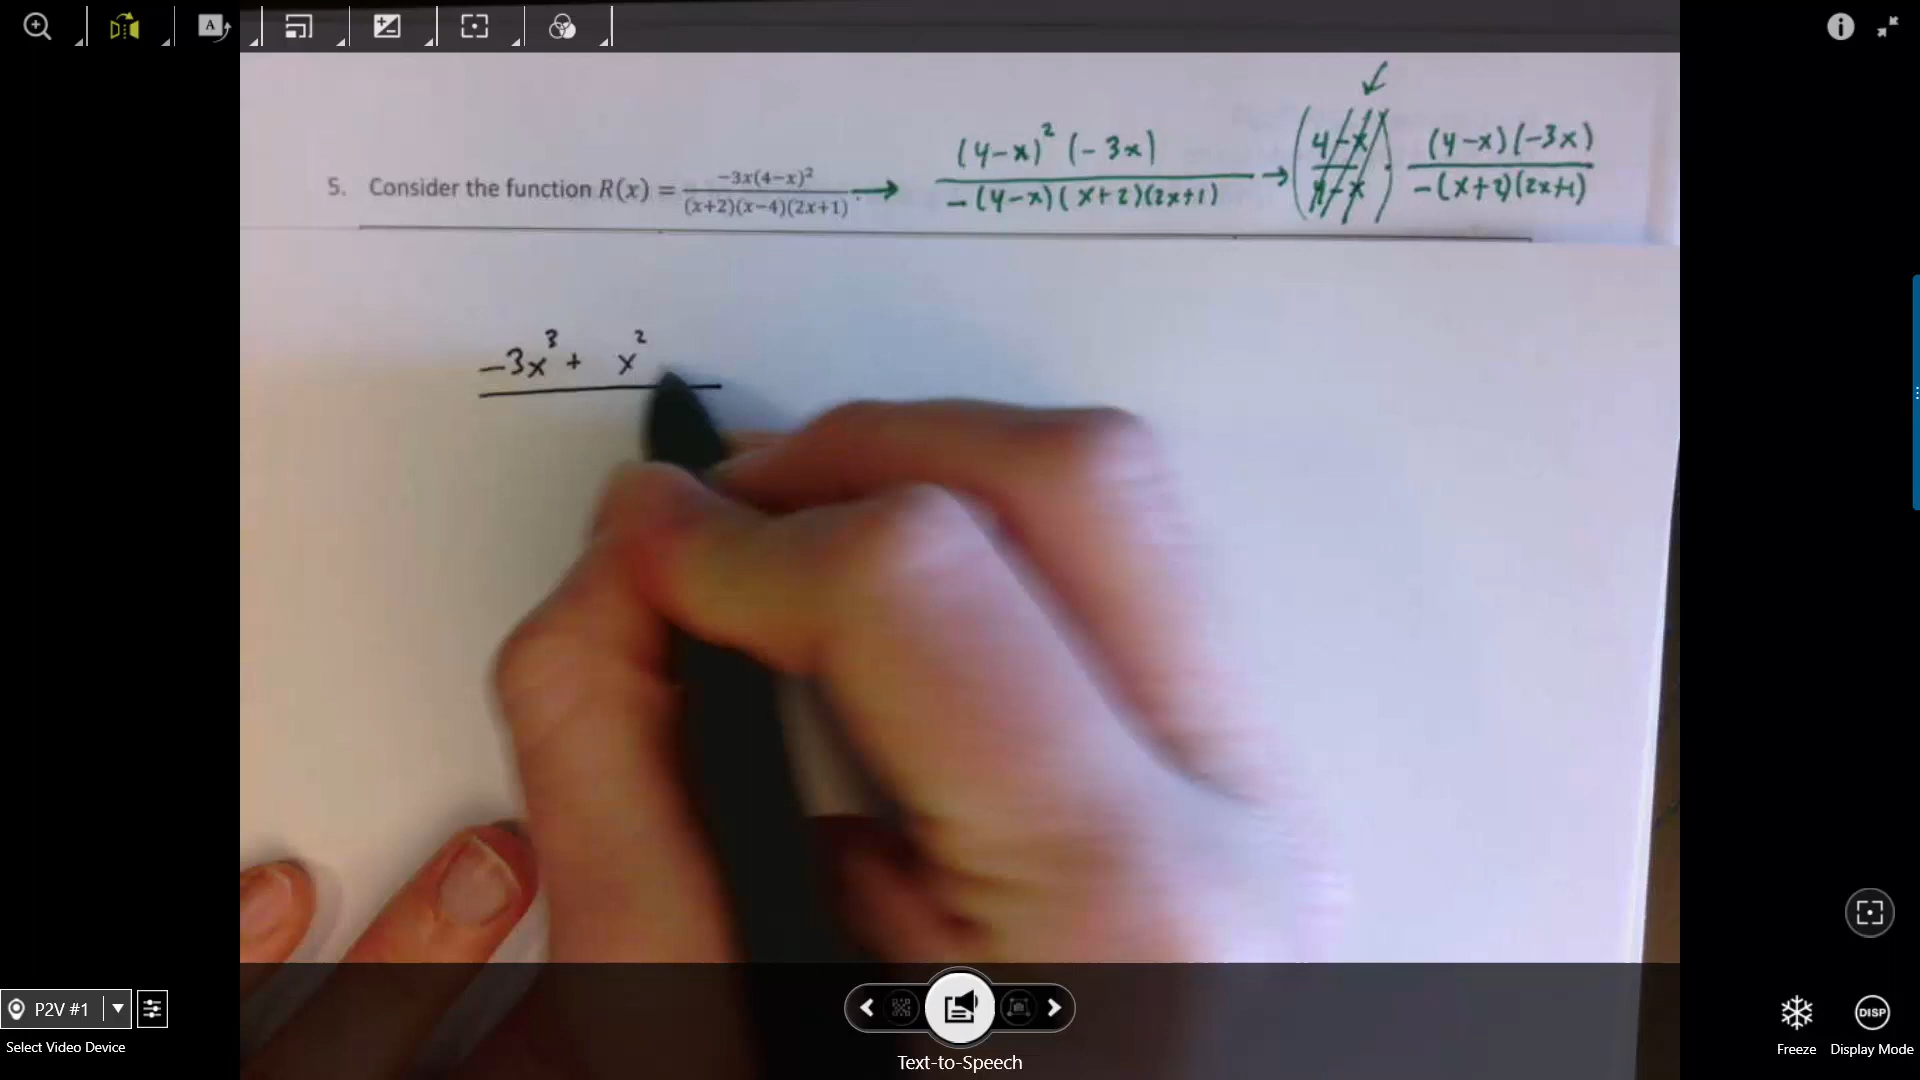 5. Consider the function R(x) = -3x(4-x)² / (x+2)(x-4)(2x+1) . → (4-x)² (-3x) / -(4-x)(x+2)(2x+1) → (4-x / 4-x) · (4-x)(-3x) / -(x+2)(2x+1)
-3x³ + x²
P2V #1
Select Video Device
Text-to-Speech
Freeze
DISP
Display Mode